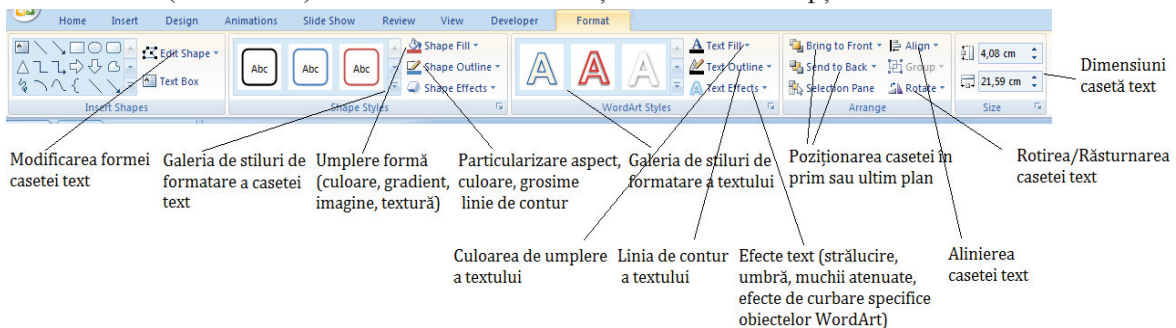 Home Insert Design Animations Slide Show Review View Developer Format
Edit Shape
Text Box
Insert Shapes
Abc Abc Abc
Shape Fill
Shape Outline
Shape Effects
Shape Styles
A A A
Text Fill
Text Outline
Text Effects
WordArt Styles
Bring to Front
Send to Back
Selection Pane
Align
Group
Rotate
Arrange
4,08 cm
21,59 cm
Size
Dimensiuni
casetă text
Modificarea formei
casetei text
Galeria de stiluri de
formatare a casetei
text
Umplere formă
(culoare, gradient,
imagine, textură)
Particularizare aspect,
culoare, grosime
linie de contur
Galeria de stiluri de
formatare a textului
Poziționarea casetei în
prim sau ultim plan
Rotirea/Răsturnarea
casetei text
Culoarea de umplere
a textului
Linia de contur
a textului
Efecte text (strălucire,
umbră, muchii atenuate,
efecte de curbare specifice
obiectelor WordArt)
Alinierea
casetei text